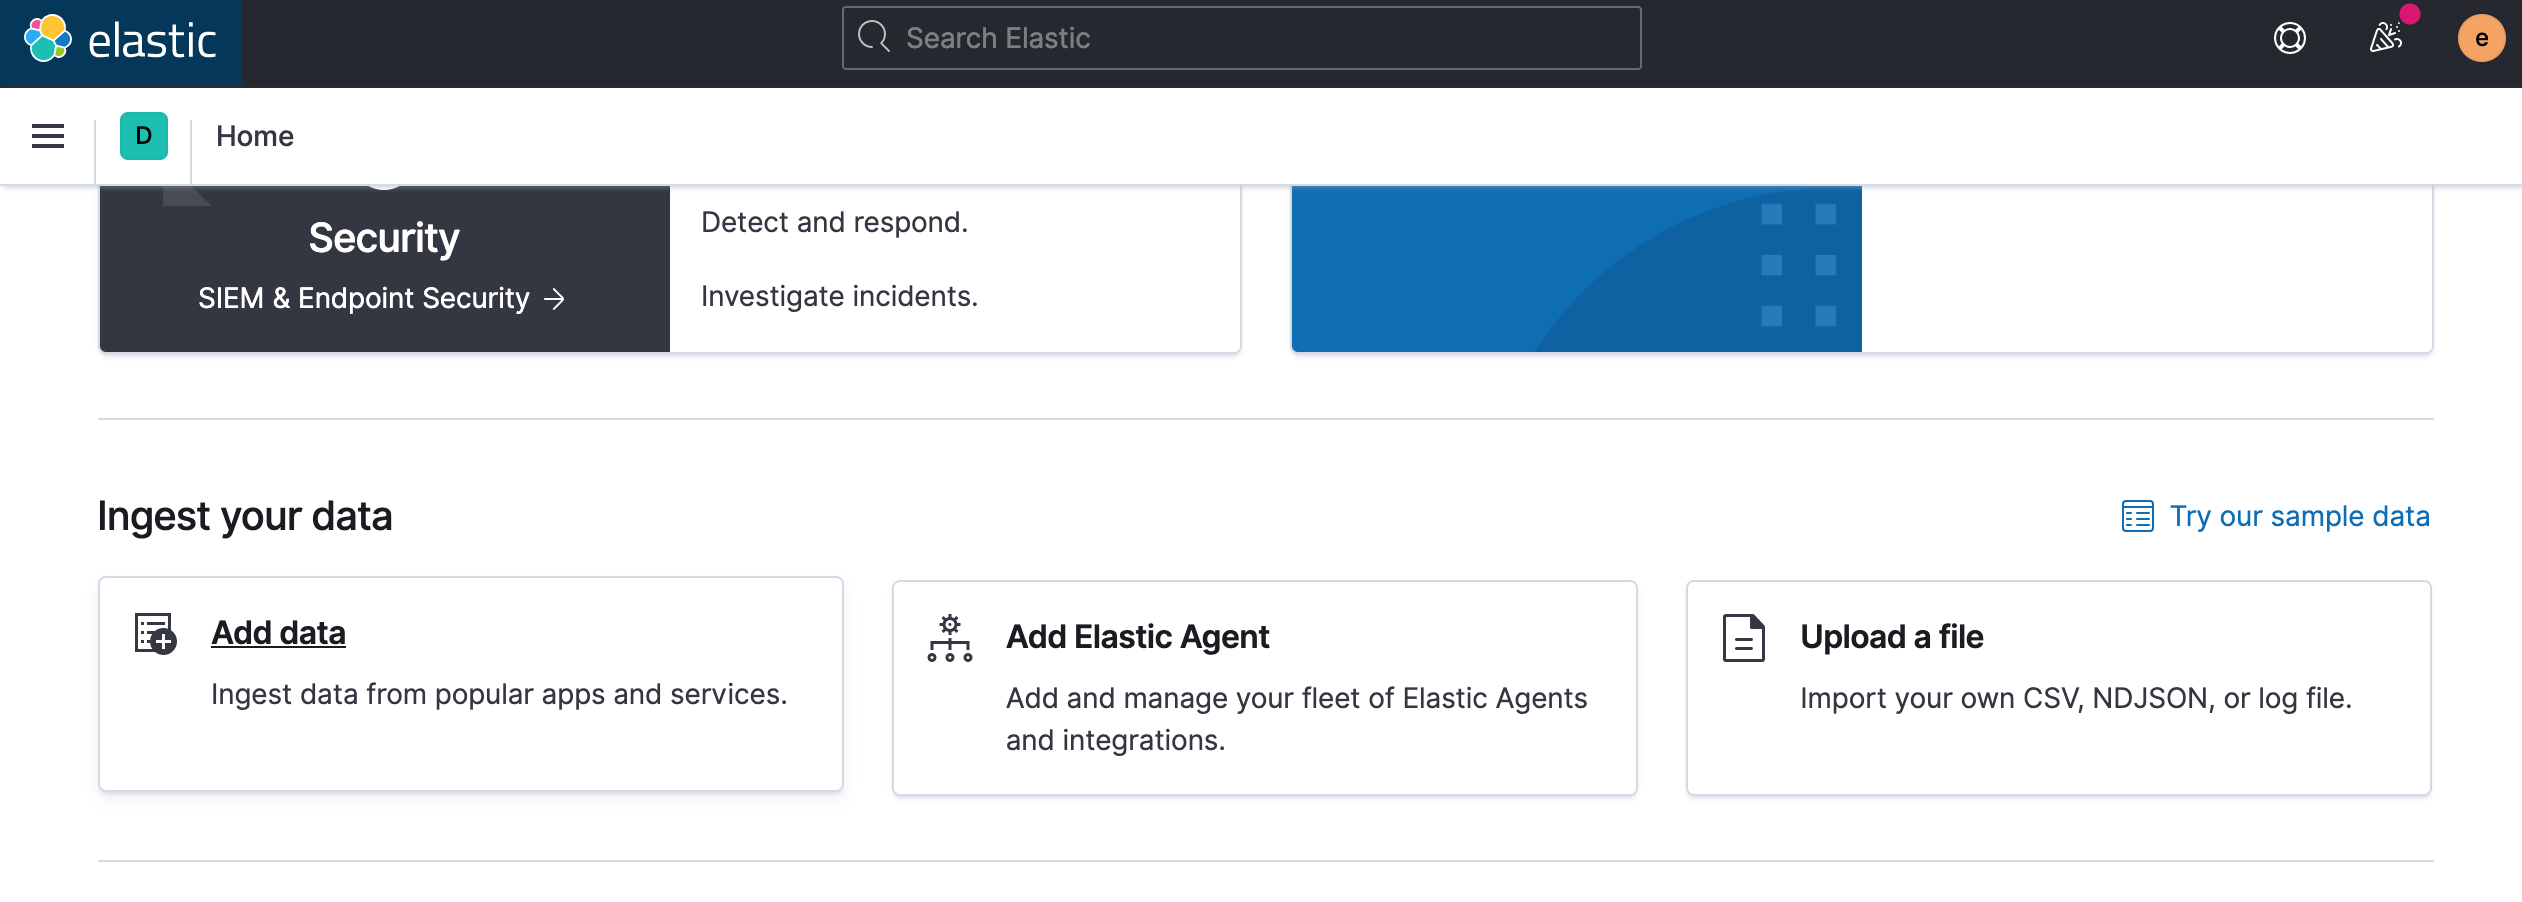 elastic
Search Elastic
e
D
Home
Security
SIEM & Endpoint Security →
Detect and respond.
Investigate incidents.
Ingest your data
Try our sample data
Add data
Ingest data from popular apps and services.
Add Elastic Agent
Add and manage your fleet of Elastic Agents
and integrations.
Upload a file
Import your own CSV, NDJSON, or log file.